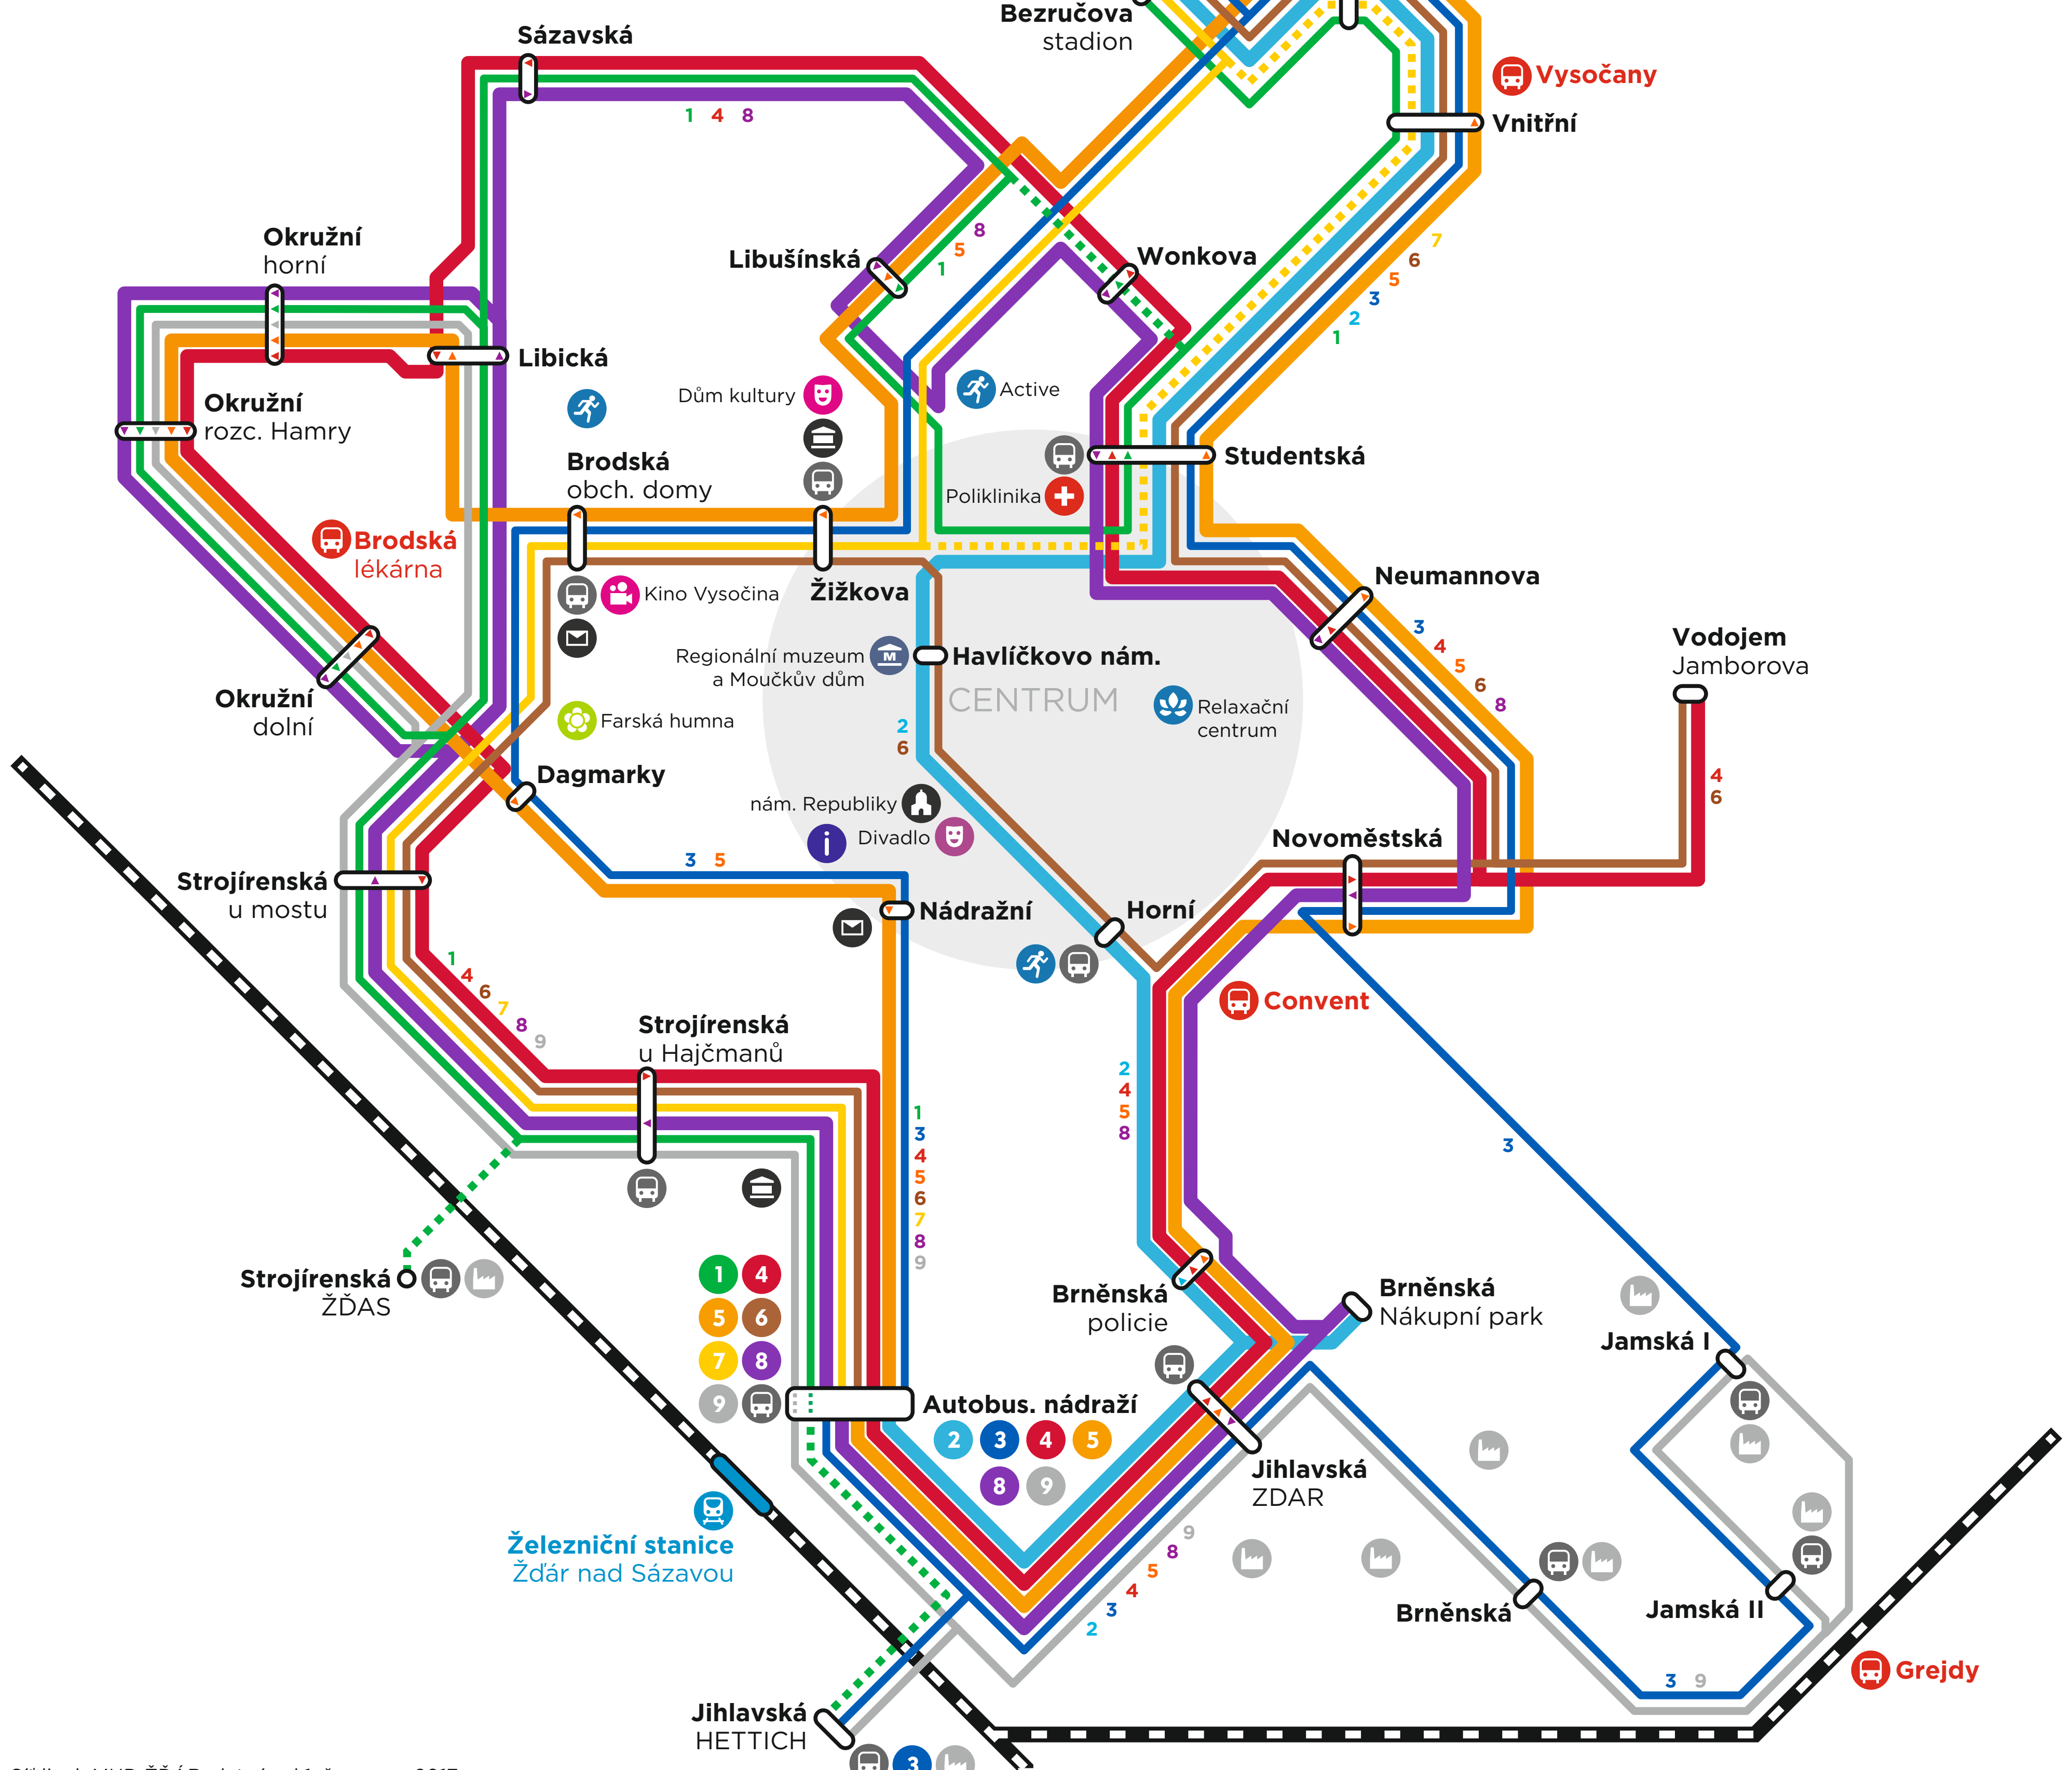 Bezručova
stadion
Sázavská
1 4 8
Vysočany
Vnitřní
Okružní
horní
Libušínská
8
5
1
Wonkova
7
6
5
3
2
1
Libická
Okružní
rozc. Hamry
Dům kultury
Active
Brodská
obch. domy
Studentská
Poliklinika
Brodská
lékárna
Kino Vysočina
Žižkova
Neumannova
3
4
5
6
8
Vodojem
Jamborova
Regionální muzeum
a Moučkův dům
M
Havlíčkovo nám.
CENTRUM
Relaxační
centrum
Okružní
dolní
Farská humna
2
6
Dagmarky
4
6
nám. Republiky
i
Divadlo
Novoměstská
3 5
Strojírenská
u mostu
Nádražní
Horní
1
4
6
7
8
9
Convent
Strojírenská
u Hajčmanů
2
4
5
8
1
3
4
5
6
7
8
9
3
Strojírenská
ŽĎAS
1 4
5 6
7 8
9
Brněnská
policie
Brněnská
Nákupní park
Jamská I
Autobus. nádraží
2 3 4 5
8 9
Jihlavská
ZDAR
Železniční stanice
Žďár nad Sázavou
9
8
5
4
3
2
Brněnská
Jamská II
3 9
Grejdy
Jihlavská
HETTICH
3